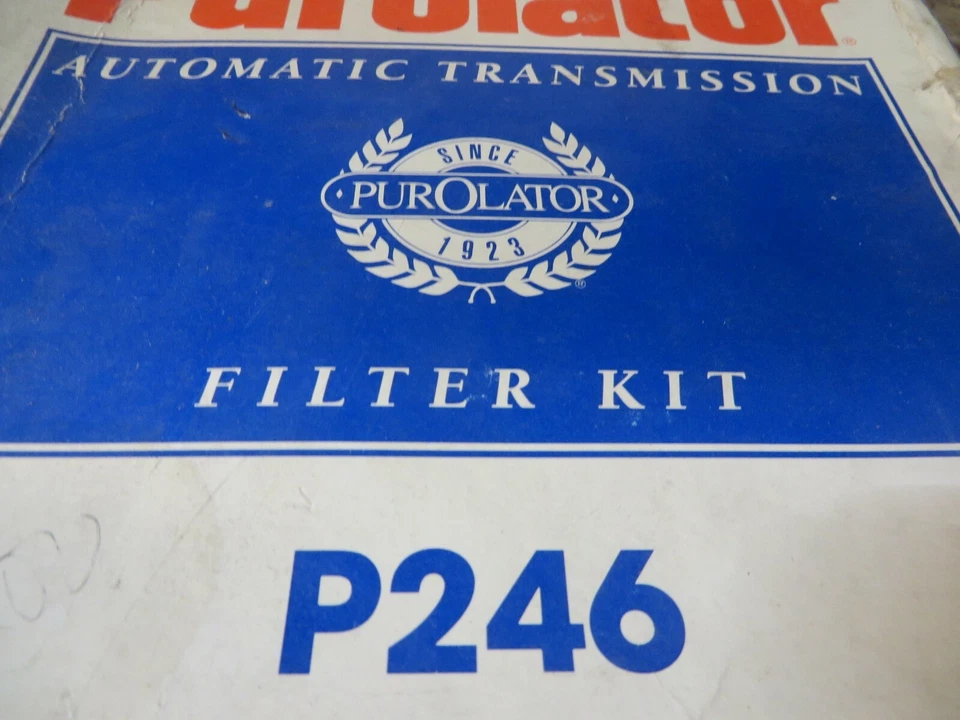 Purolator®
AUTOMATIC TRANSMISSION
SINCE
PUROLATOR
1923
®
FILTER KIT
P246